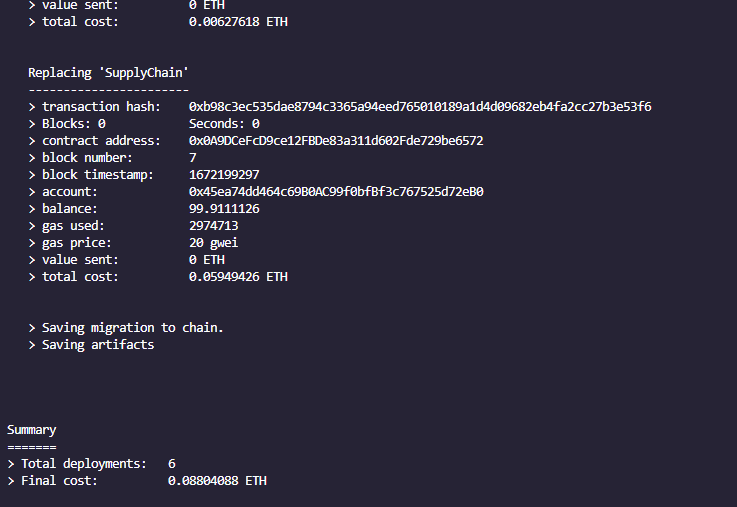 > value sent: 0 ETH
> total cost: 0.00627618 ETH
Replacing 'SupplyChain'
-----------------------
> transaction hash: 0xb98c3ec535dae8794c3365a94eed765010189a1d4d09682eb4fa2cc27b3e53f6
> Blocks: 0 Seconds: 0
> contract address: 0x0A9DCeFcD9ce12FBDe83a311d602Fde729be6572
> block number: 7
> block timestamp: 1672199297
> account: 0x45ea74dd464c69B0AC99f0bfBf3c767525d72eB0
> balance: 99.9111126
> gas used: 2974713
> gas price: 20 gwei
> value sent: 0 ETH
> total cost: 0.05949426 ETH
> Saving migration to chain.
> Saving artifacts
Summary
=======
> Total deployments: 6
> Final cost: 0.08804088 ETH